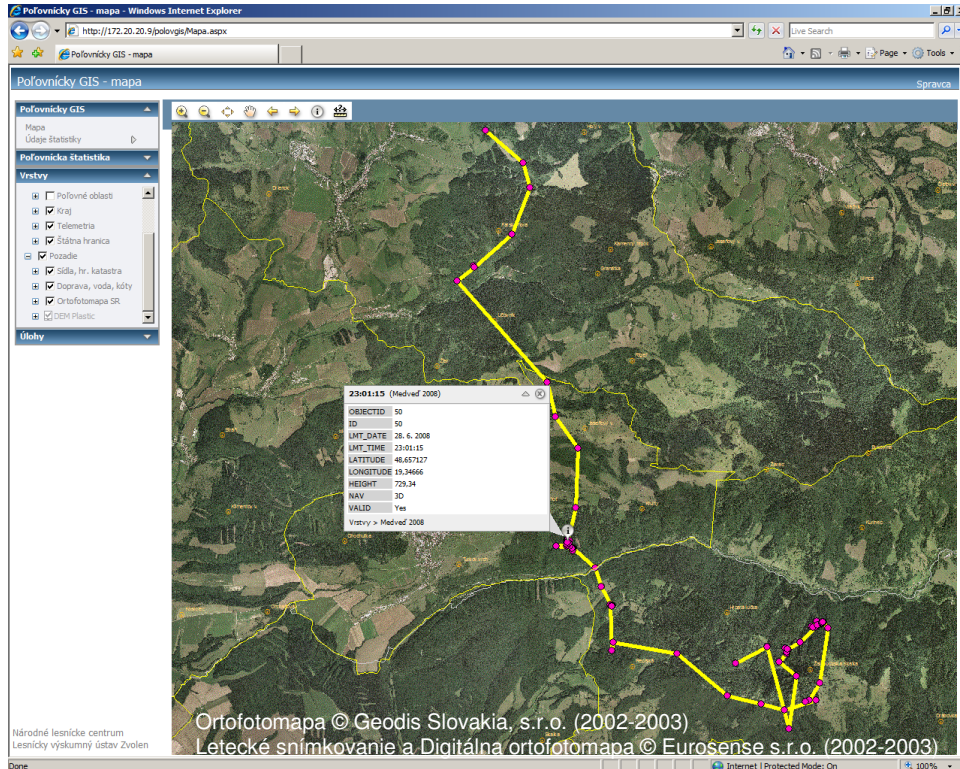 Poľovnícky GIS - mapa - Windows Internet Explorer
http://172.20.20.9/polovgis/Mapa.aspx
Live Search
Poľovnícky GIS - mapa
Page
Tools
Poľovnícky GIS - mapa
Spravca
Poľovnícky GIS
Mapa
Údaje štatistiky
Poľovnícka štatistika
Vrstvy
Poľovné oblasti
Kraj
Telemetria
Štátna hranica
Pozadie
Sídla, hr. katastra
Doprava, voda, kóty
Ortofotomapa SR
DEM Plastic
Úlohy
23:01:15 (Medveď 2008)
OBJECTID 50
ID 50
LMT_DATE 28. 6. 2008
LMT_TIME 23:01:15
LATITUDE 48,657127
LONGITUDE 19,34666
HEIGHT 729,34
NAV 3D
VALID Yes
Vrstvy > Medveď 2008
Ortofotomapa © Geodis Slovakia, s.r.o. (2002-2003)
Letecké snímkovanie a Digitálna ortofotomapa © Eurosense s.r.o. (2002-2003)
Národné lesnícke centrum
Lesnícky výskumný ústav Zvolen
Done
Internet | Protected Mode: On
100%